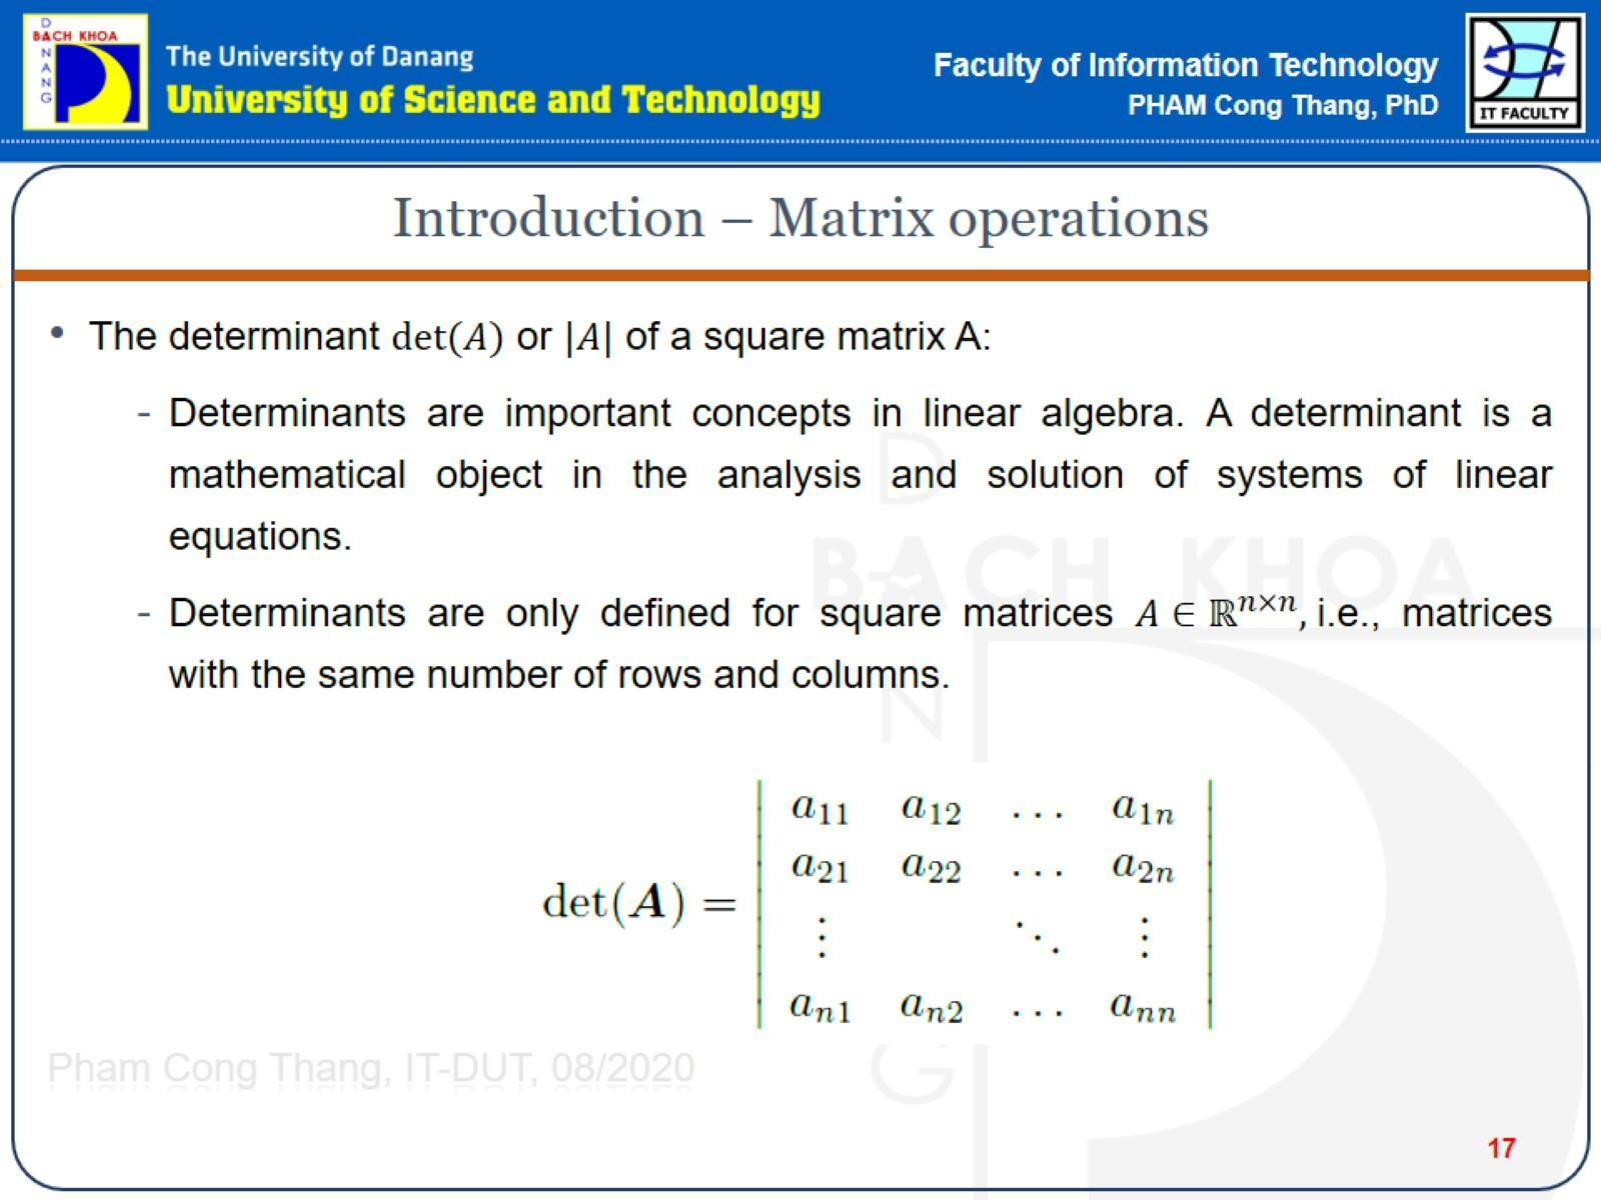 D
BACH KHOA
N
A
N
G
The University of Danang
University of Science and Technology
Faculty of Information Technology
PHAM Cong Thang, PhD
IT FACULTY
Introduction – Matrix operations
• The determinant det(A) or |A| of a square matrix A:
- Determinants are important concepts in linear algebra. A determinant is a
mathematical object in the analysis and solution of systems of linear
equations.
- Determinants are only defined for square matrices A ∈ ℝⁿˣⁿ, i.e., matrices
with the same number of rows and columns.
det(A) =
a11 a12 ... a1n
a21 a22 ... a2n
⋮ ⋱ ⋮
an1 an2 ... ann
D
BACH KHOA
N
G
Pham Cong Thang, IT-DUT, 08/2020
17